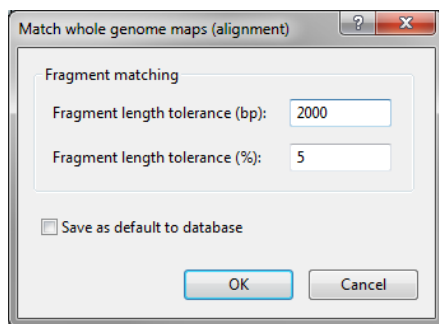 Match whole genome maps (alignment)
Fragment matching
Fragment length tolerance (bp): 2000
Fragment length tolerance (%): 5
Save as default to database
OK Cancel